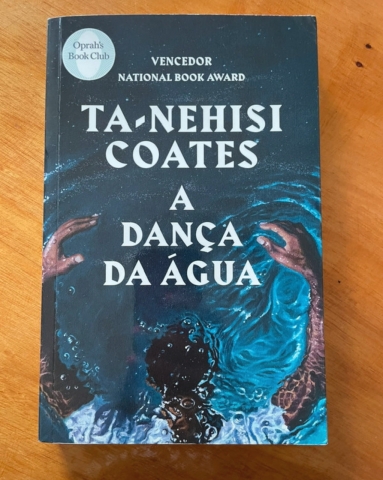 Oprah's
Book Club
VENCEDOR
NATIONAL BOOK AWARD
TA-NEHISI
COATES
A
DANÇA
DA ÁGUA